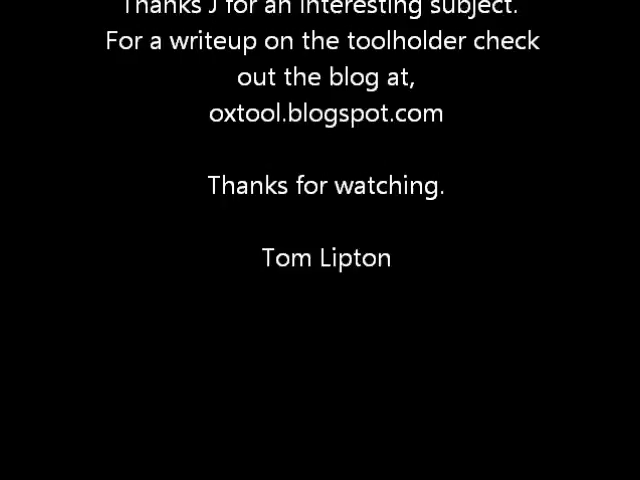 Thanks J for an interesting subject.
For a writeup on the toolholder check
out the blog at,
oxtool.blogspot.com
Thanks for watching.
Tom Lipton